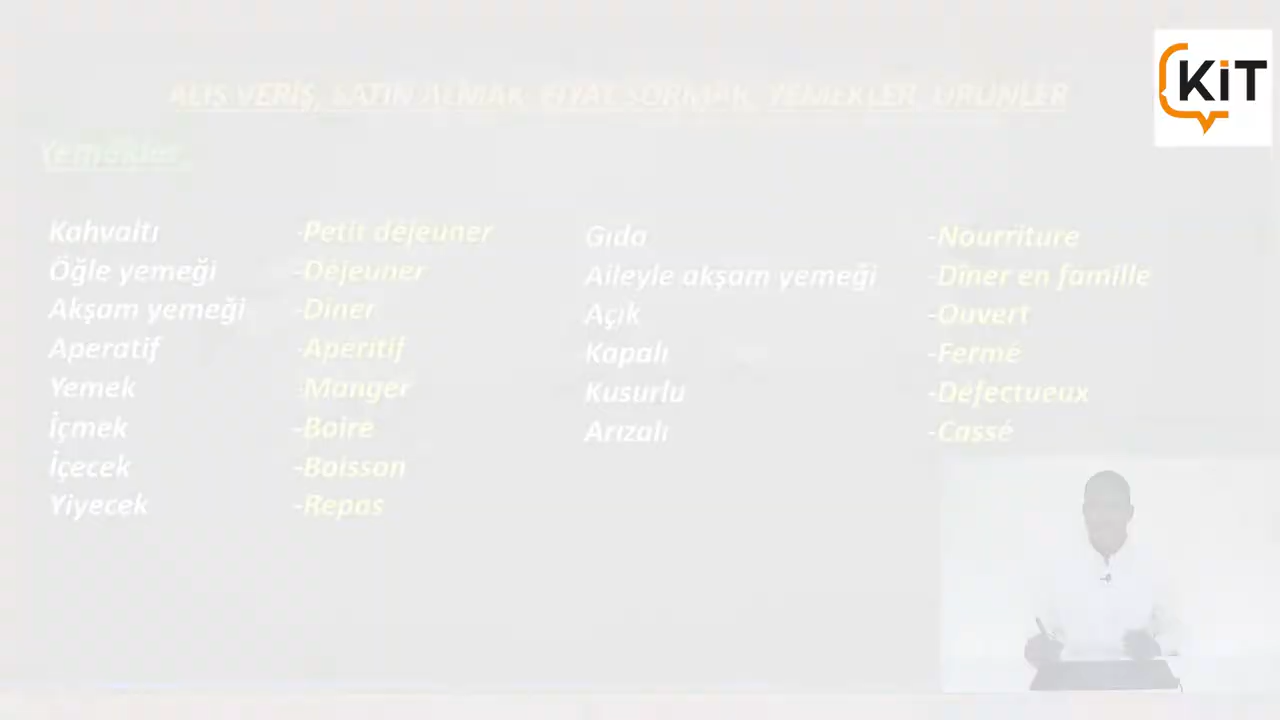 KiT
ALIŞ VERİŞ, SATIN ALMAK, FİYAT SORMAK, YEMEKLER, ÜRÜNLER
Yemekler
Kahvaltı -Petit déjeuner
Öğle yemeği -Déjeuner
Akşam yemeği -Dîner
Aperatif -Aperitif
Yemek -Manger
İçmek -Boire
İçecek -Boisson
Yiyecek -Repas
Gıda -Nourriture
Aileyle akşam yemeği -Dîner en famille
Açık -Ouvert
Kapalı -Fermé
Kusurlu -Défectueux
Arızalı -Cassé